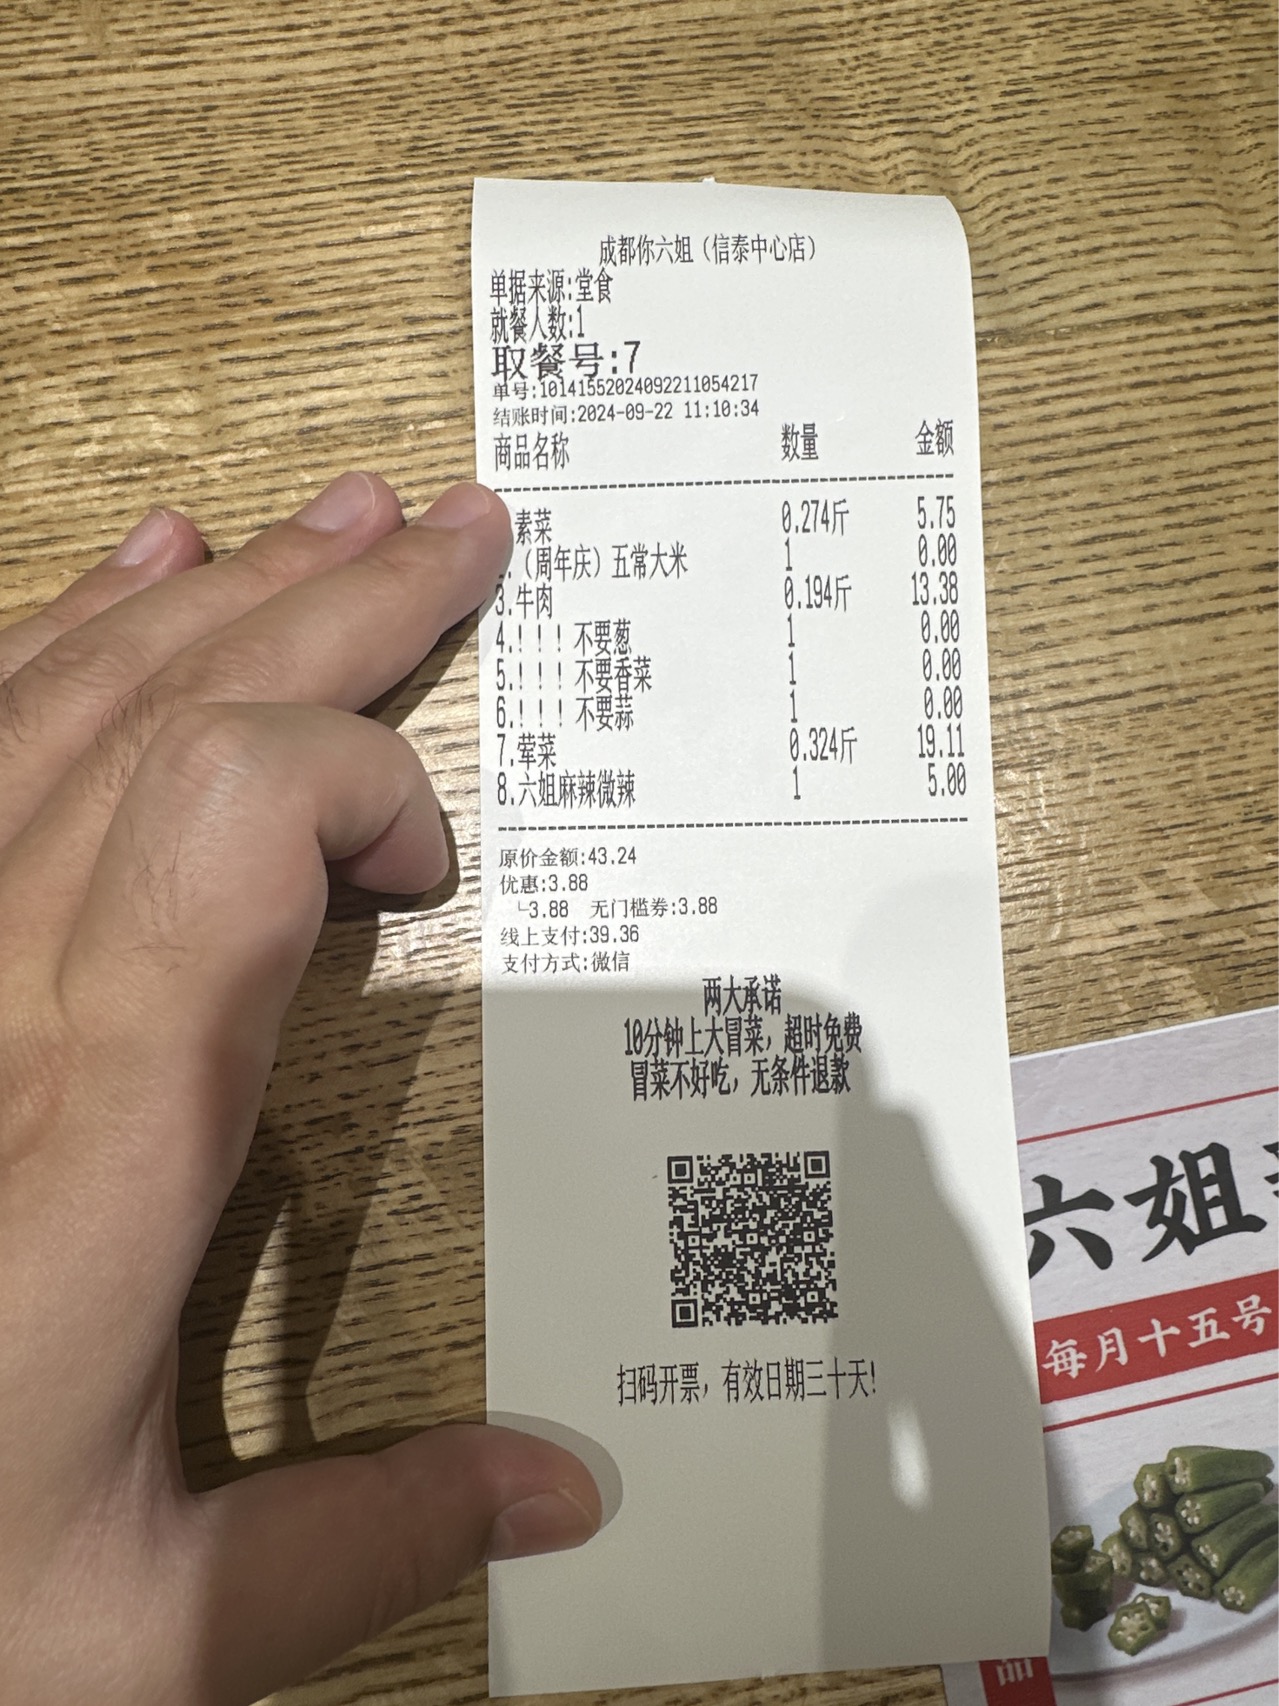 成都你六姐（信泰中心店）
单据来源:堂食
就餐人数:1
取餐号:7
单号:10141552024092211054217
结账时间:2024-09-22 11:10:34
商品名称 数量 金额
素菜 0.274斤 5.75
.（周年庆）五常大米 1 0.00
3.牛肉 0.194斤 13.38
4.！！！不要葱 1 0.00
5.！！！不要香菜 1 0.00
6.！！！不要蒜 1 0.00
7.荤菜 0.324斤 19.11
8.六姐麻辣微辣 1 5.00
原价金额:43.24
优惠:3.88
└3.88 无门槛券:3.88
线上支付:39.36
支付方式:微信
两大承诺
10分钟上大冒菜，超时免费
冒菜不好吃，无条件退款
扫码开票，有效日期三十天！
六姐
每月十五号
品